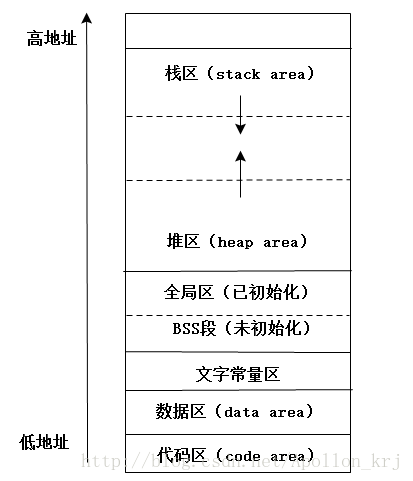 高地址
栈区（stack area）
堆区（heap area）
全局区（已初始化）
BSS段（未初始化）
文字常量区
数据区（data area）
低地址
代码区（code area）
http://blog.csdn.net/Apollon_krj